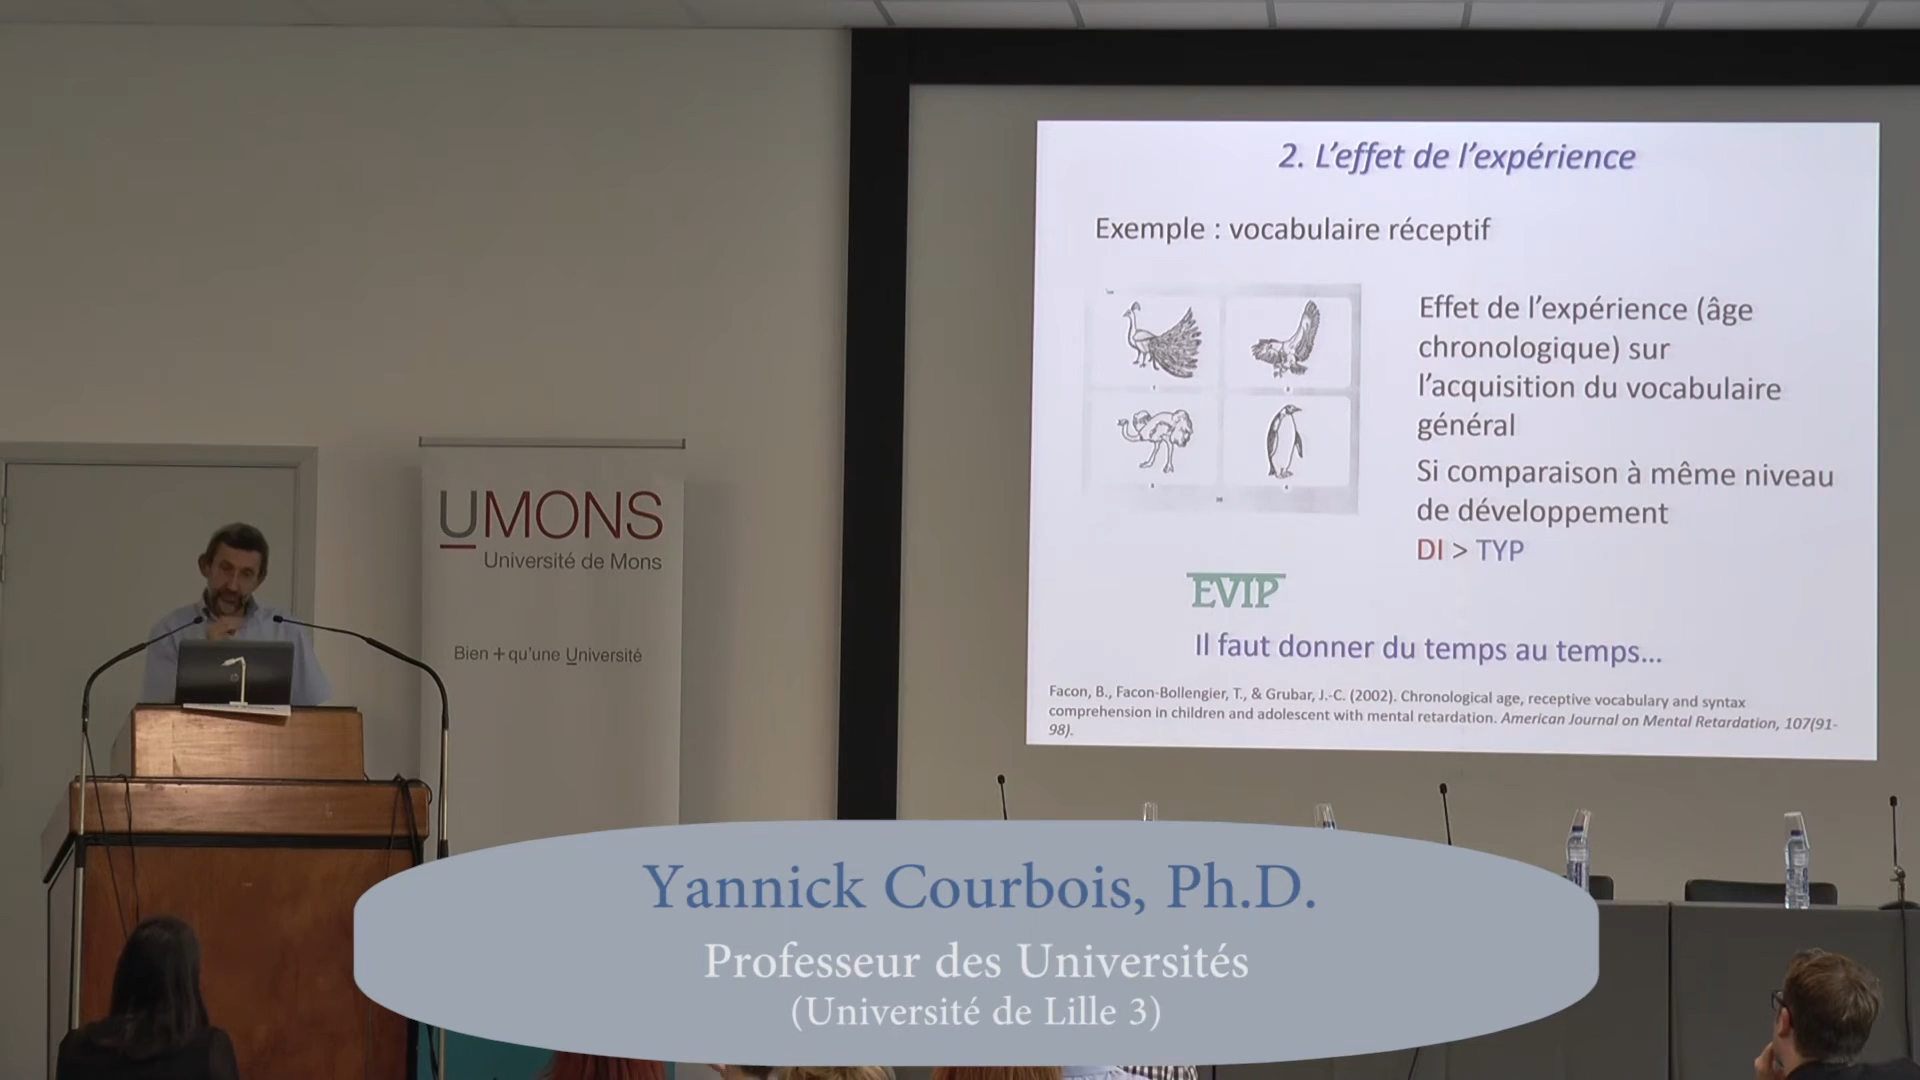 2. L'effet de l'expérience
Exemple : vocabulaire réceptif
Effet de l'expérience (âge
chronologique) sur
l'acquisition du vocabulaire
général
Si comparaison à même niveau
de développement
DI > TYP
EVIP
Il faut donner du temps au temps...
Facon, B., Facon-Bollengier, T., & Grubar, J.-C. (2002). Chronological age, receptive vocabulary and syntax
comprehension in children and adolescent with mental retardation. American Journal on Mental Retardation, 107(91-
98).
UMONS
Université de Mons
Bien + qu'une Université
Yannick Courbois, Ph.D.
Professeur des Universités
(Université de Lille 3)